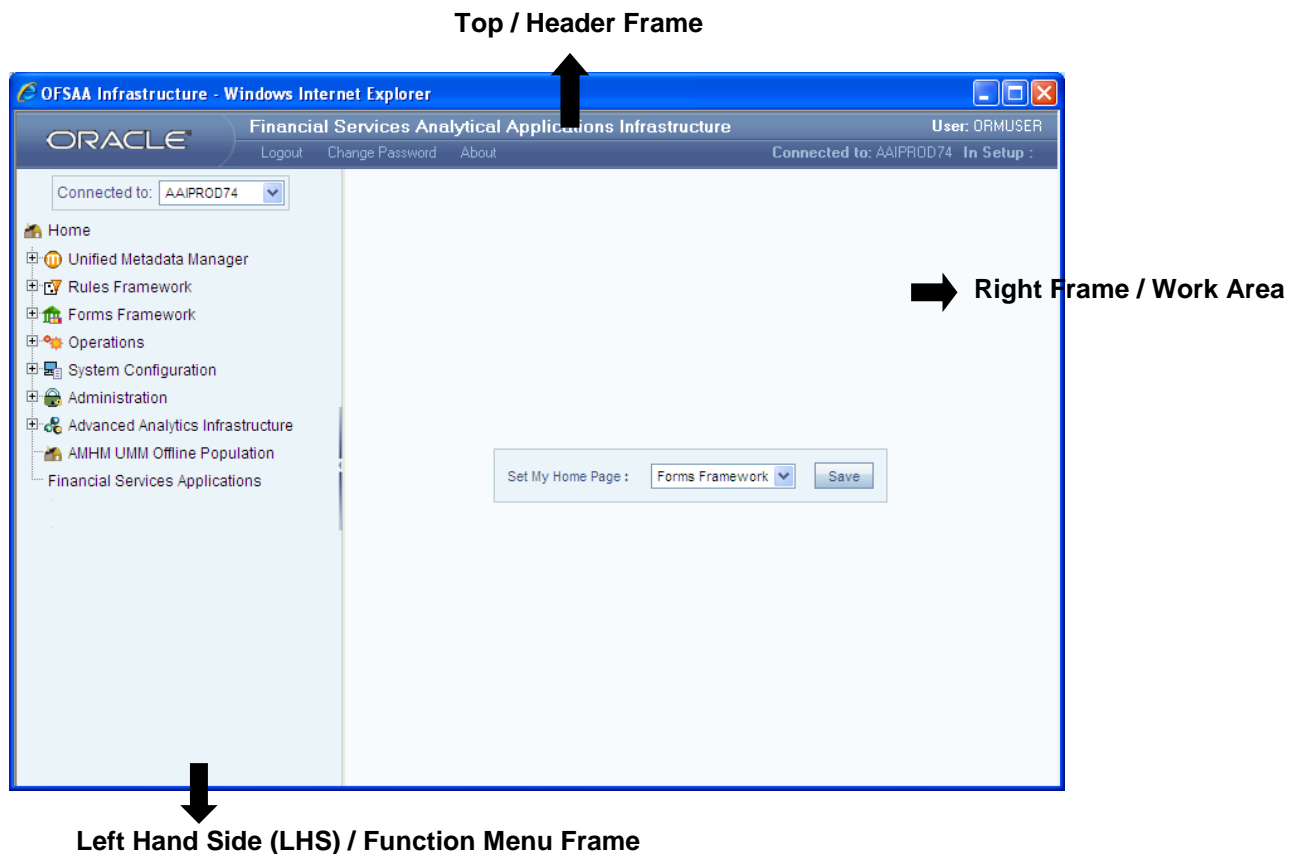 Top / Header Frame
OFSAA Infrastructure - Windows Internet Explorer
ORACLE
Financial Services Analytical Applications Infrastructure
User: ORMUSER
Logout Change Password About
Connected to: AAIPROD74 In Setup :
Connected to: AAIPROD74
Home
Unified Metadata Manager
Rules Framework
Right Frame / Work Area
Forms Framework
Operations
System Configuration
Administration
Advanced Analytics Infrastructure
AMHM UMM Offline Population
Set My Home Page : Forms Framework Save
Financial Services Applications
Left Hand Side (LHS) / Function Menu Frame